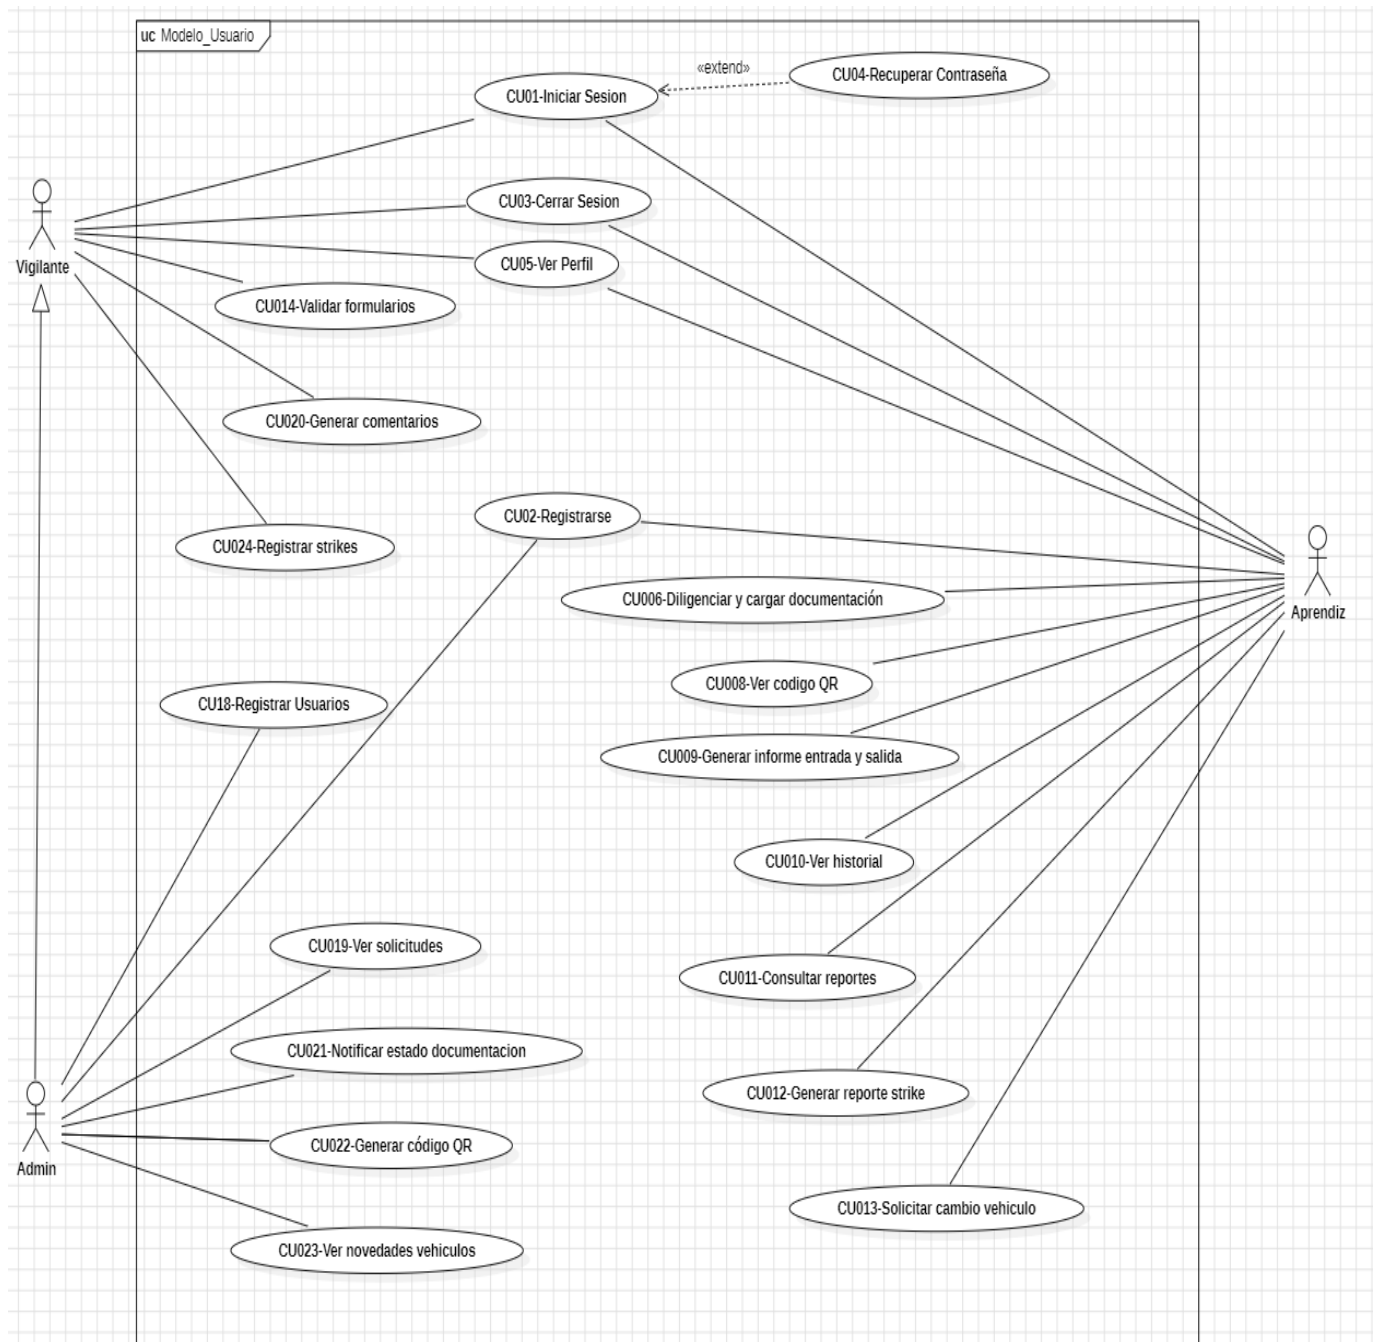 uc Modelo_Usuario
«extend»
CU04-Recuperar Contraseña
CU01-Iniciar Sesion
CU03-Cerrar Sesion
Vigilante
CU05-Ver Perfil
CU014-Validar formularios
CU020-Generar comentarios
CU02-Registrarse
CU024-Registrar strikes
CU006-Diligenciar y cargar documentación
Aprendiz
CU008-Ver codigo QR
CU18-Registrar Usuarios
CU009-Generar informe entrada y salida
CU010-Ver historial
CU019-Ver solicitudes
CU011-Consultar reportes
CU021-Notificar estado documentacion
CU012-Generar reporte strike
CU022-Generar código QR
Admin
CU013-Solicitar cambio vehiculo
CU023-Ver novedades vehiculos